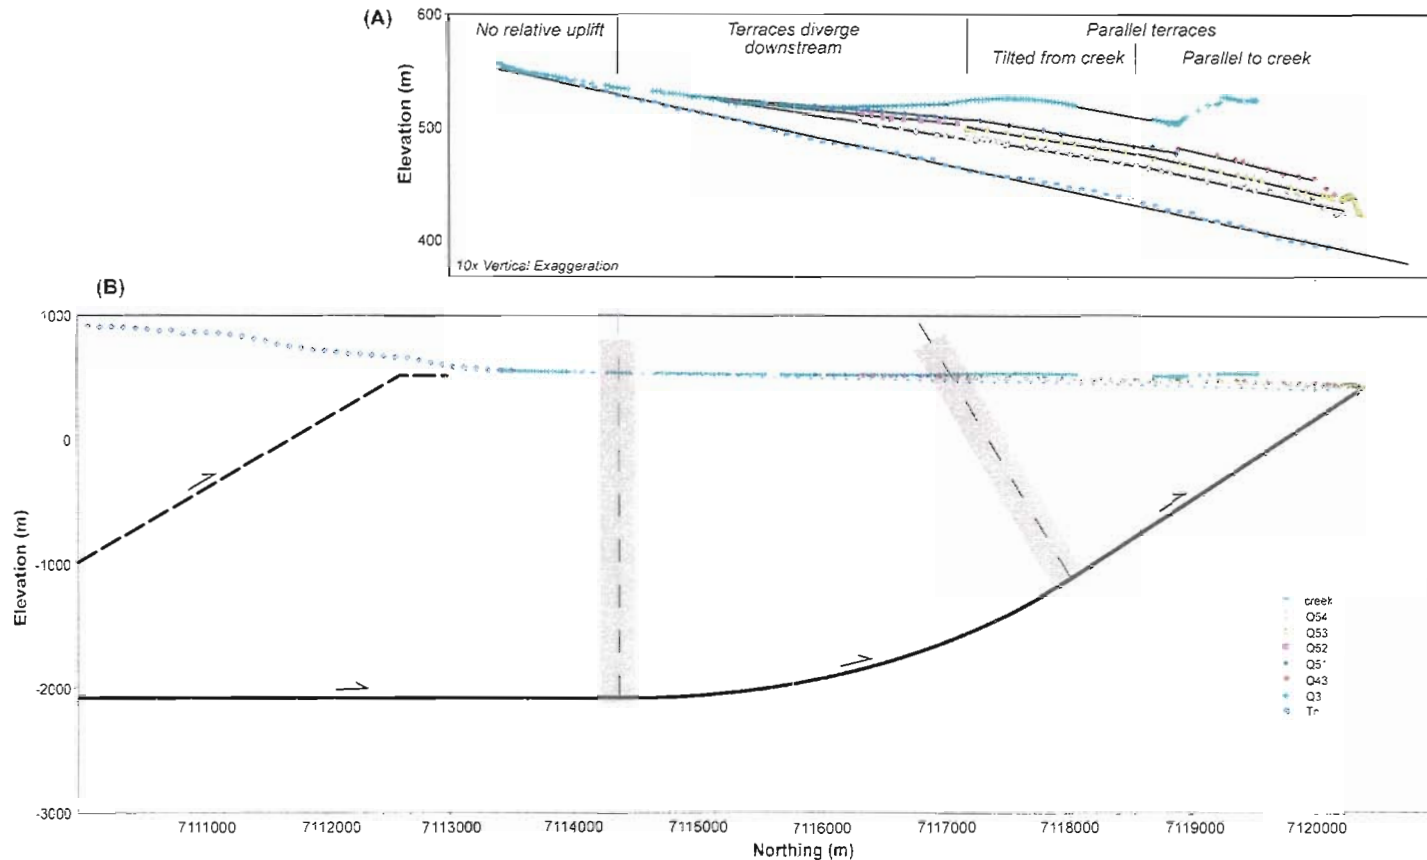 (A)
600
No relative uplift
Terraces diverge
downstream
Parallel terraces
Tilted from creek
Parallel to creek
Elevation (m)
500
400
10x Vertical Exaggeration
(B)
1000
0
-1000
-2000
-3000
Elevation (m)
creek
Q54
Q53
Q52
Q51
Q43
Q3
7111000
7112000
7113000
7114000
7115000
7116000
7117000
7118000
7119000
7120000
Northing (m)